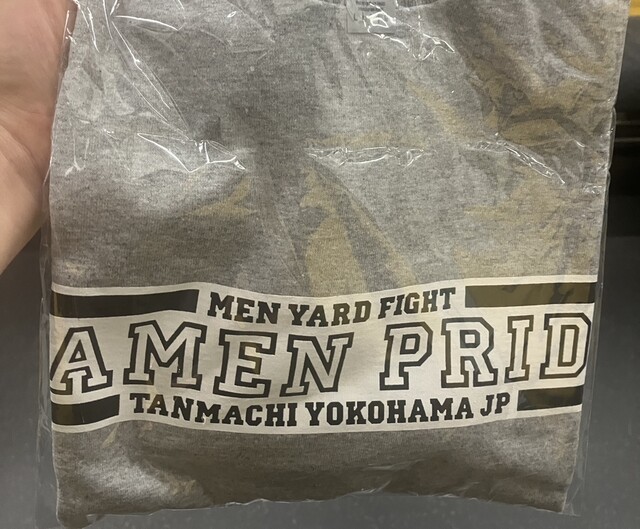 MEN YARD FIGHT
AMEN PRID
TANMACHI YOKOHAMA JP